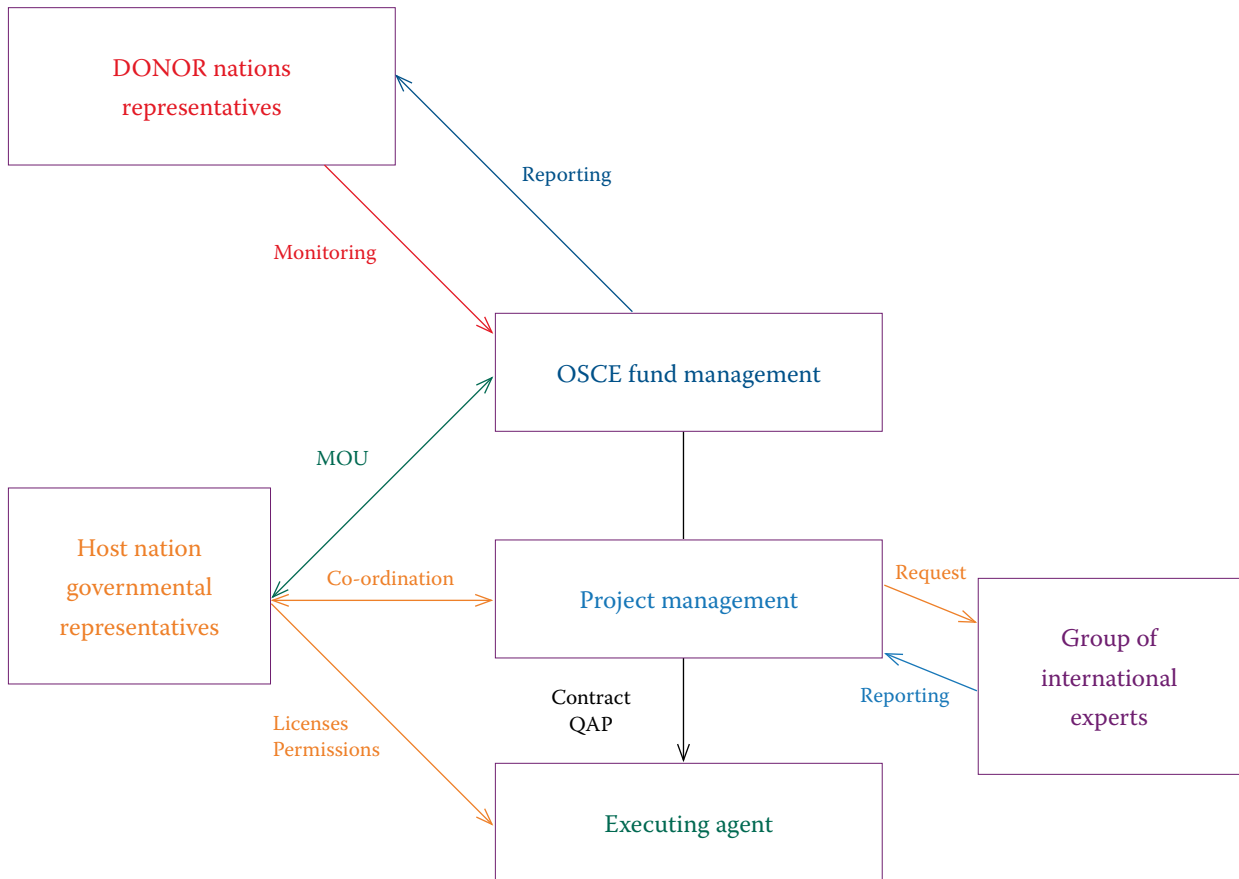 DONOR nations
representatives
Reporting
Monitoring
OSCE fund management
MOU
Host nation
governmental
representatives
Co-ordination
Project management
Request
Group of
international
experts
Reporting
Contract
QAP
Licenses
Permissions
Executing agent